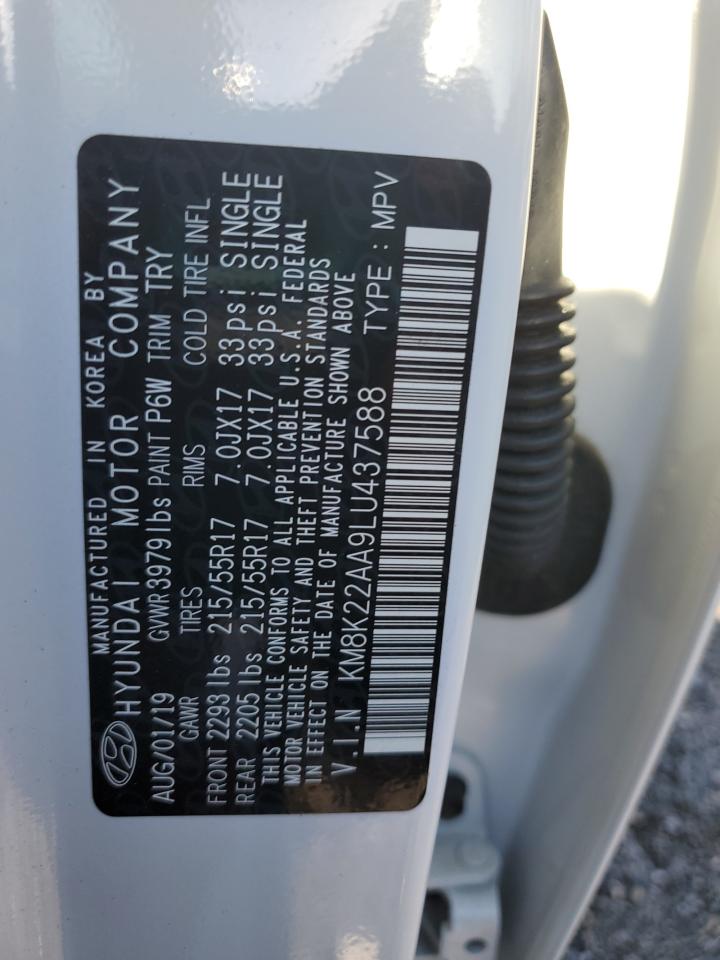 MANUFACTURED IN KOREA BY
HYUNDAI MOTOR COMPANY
AUG/01/19 GVWR 3979 lbs PAINT P6W TRIM TRY
GAWR TIRES RIMS COLD TIRE INFL
FRONT 2293 lbs 215/55R17 7.0JX17 33psi SINGLE
REAR 2205 lbs 215/55R17 7.0JX17 33psi SINGLE
THIS VEHICLE CONFORMS TO ALL APPLICABLE U.S.A. FEDERAL
MOTOR VEHICLE SAFETY AND THEFT PREVENTION STANDARDS
IN EFFECT ON THE DATE OF MANUFACTURE SHOWN ABOVE
V.I.N KM8K22AA9LU437588 TYPE : MPV